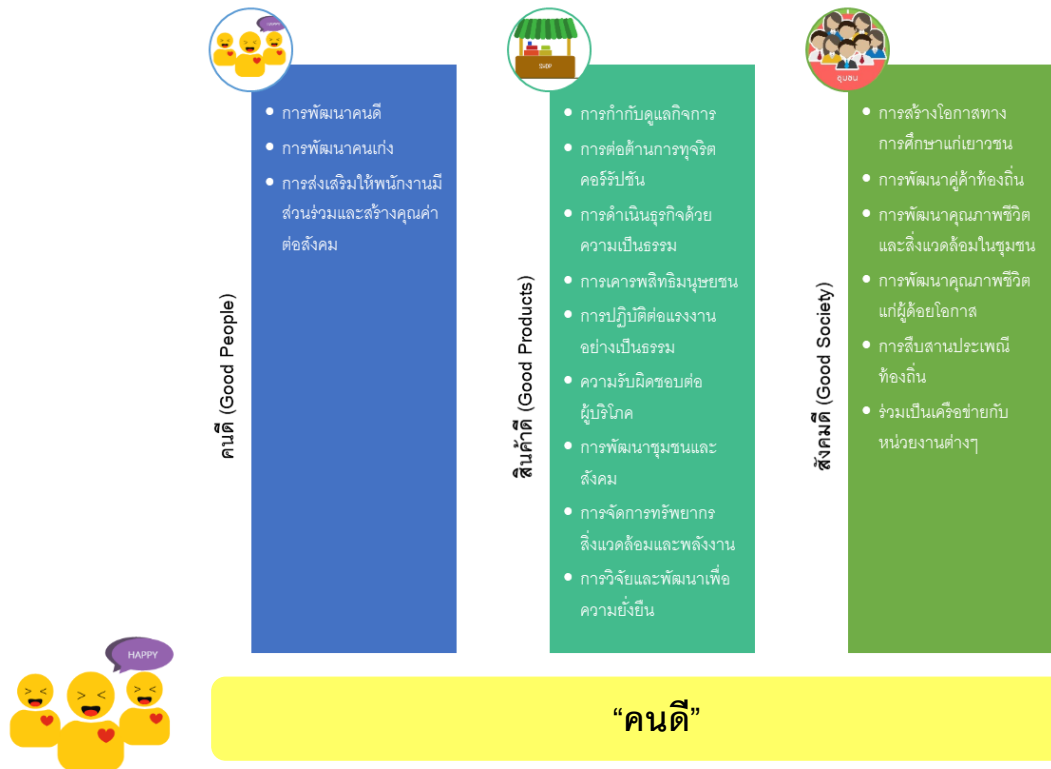 HAPPY
คนดี (Good People)
• การพัฒนาคนดี
• การพัฒนาคนเก่ง
• การส่งเสริมให้พนักงานมี
ส่วนร่วมและสร้างคุณค่า
ต่อสังคม
SHOP
สินค้าดี (Good Products)
• การกำกับดูแลกิจการ
• การต่อต้านการทุจริต
คอร์รัปชัน
• การดำเนินธุรกิจด้วย
ความเป็นธรรม
• การเคารพสิทธิมนุษยชน
• การปฏิบัติต่อแรงงาน
อย่างเป็นธรรม
• ความรับผิดชอบต่อ
ผู้บริโภค
• การพัฒนาชุมชนและ
สังคม
• การจัดการทรัพยากร
สิ่งแวดล้อมและพลังงาน
• การวิจัยและพัฒนาเพื่อ
ความยั่งยืน
ชุมชน
สังคมดี (Good Society)
• การสร้างโอกาสทาง
การศึกษาแก่เยาวชน
• การพัฒนาคู่ค้าท้องถิ่น
• การพัฒนาคุณภาพชีวิต
และสิ่งแวดล้อมในชุมชน
• การพัฒนาคุณภาพชีวิต
แก่ผู้ด้อยโอกาส
• การสืบสานประเพณี
ท้องถิ่น
• ร่วมเป็นเครือข่ายกับ
หน่วยงานต่างๆ
HAPPY
“คนดี”